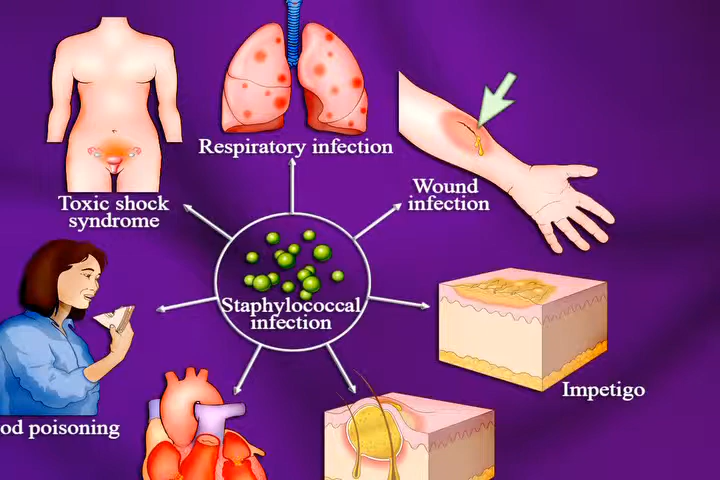 Respiratory infection
Toxic shock
syndrome
Wound
infection
Staphylococcal
infection
Impetigo
od poisoning